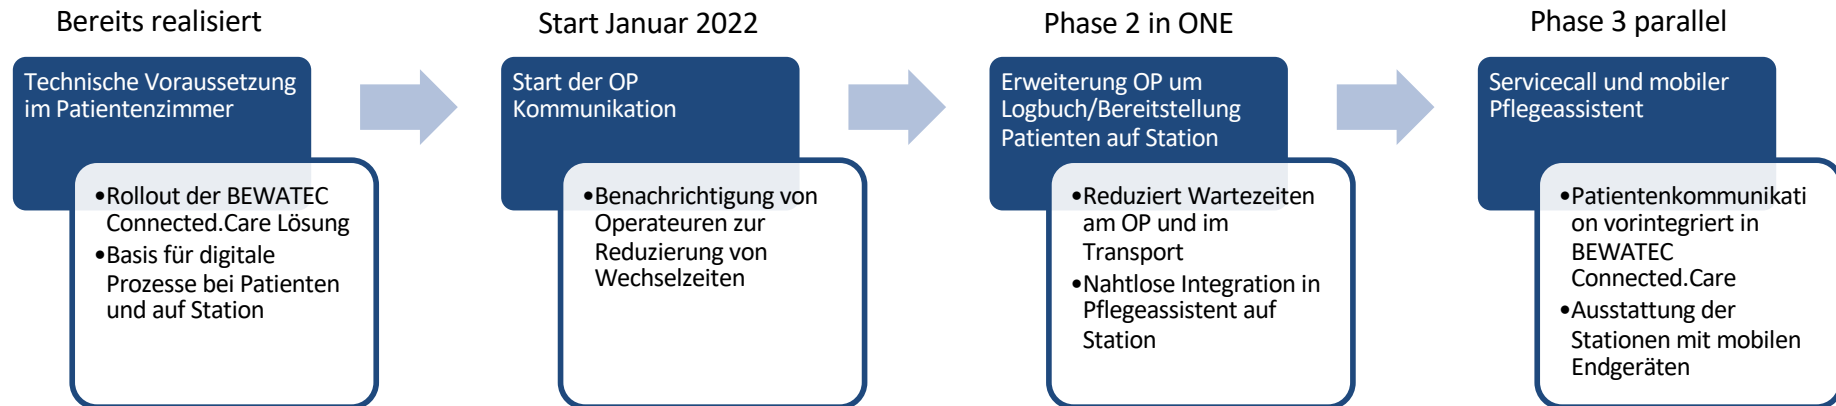 Bereits realisiert
Technische Voraussetzung
im Patientenzimmer
•Rollout der BEWATEC
Connected.Care Lösung
•Basis für digitale
Prozesse bei Patienten
und auf Station
Start Januar 2022
Start der OP
Kommunikation
•Benachrichtigung von
Operateuren zur
Reduzierung von
Wechselzeiten
Phase 2 in ONE
Erweiterung OP um
Logbuch/Bereitstellung
Patienten auf Station
•Reduziert Wartezeiten
am OP und im
Transport
•Nahtlose Integration in
Pflegeassistent auf
Station
Phase 3 parallel
Servicecall und mobiler
Pflegeassistent
•Patientenkommunikati
on vorintegriert in
BEWATEC
Connected.Care
•Ausstattung der
Stationen mit mobilen
Endgeräten